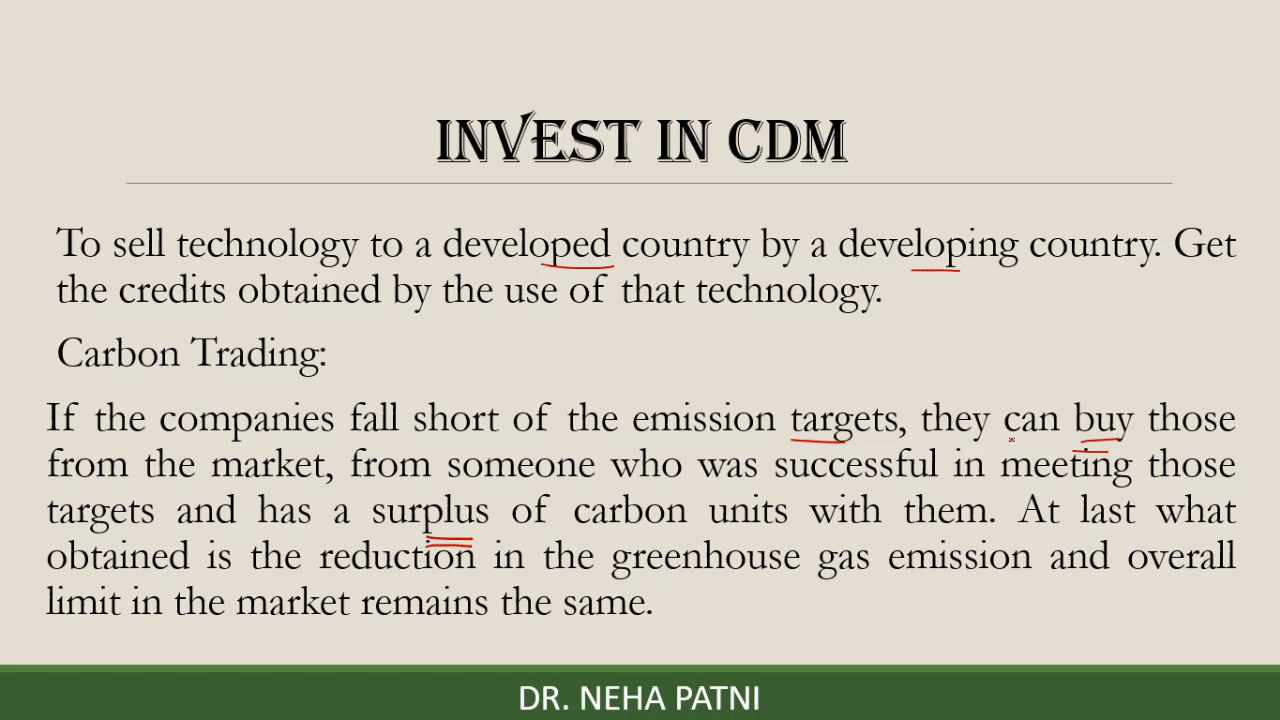 INVEST IN CDM
To sell technology to a developed country by a developing country. Get
the credits obtained by the use of that technology.
Carbon Trading:
If the companies fall short of the emission targets, they can buy those
from the market, from someone who was successful in meeting those
targets and has a surplus of carbon units with them. At last what
obtained is the reduction in the greenhouse gas emission and overall
limit in the market remains the same.
DR. NEHA PATNI